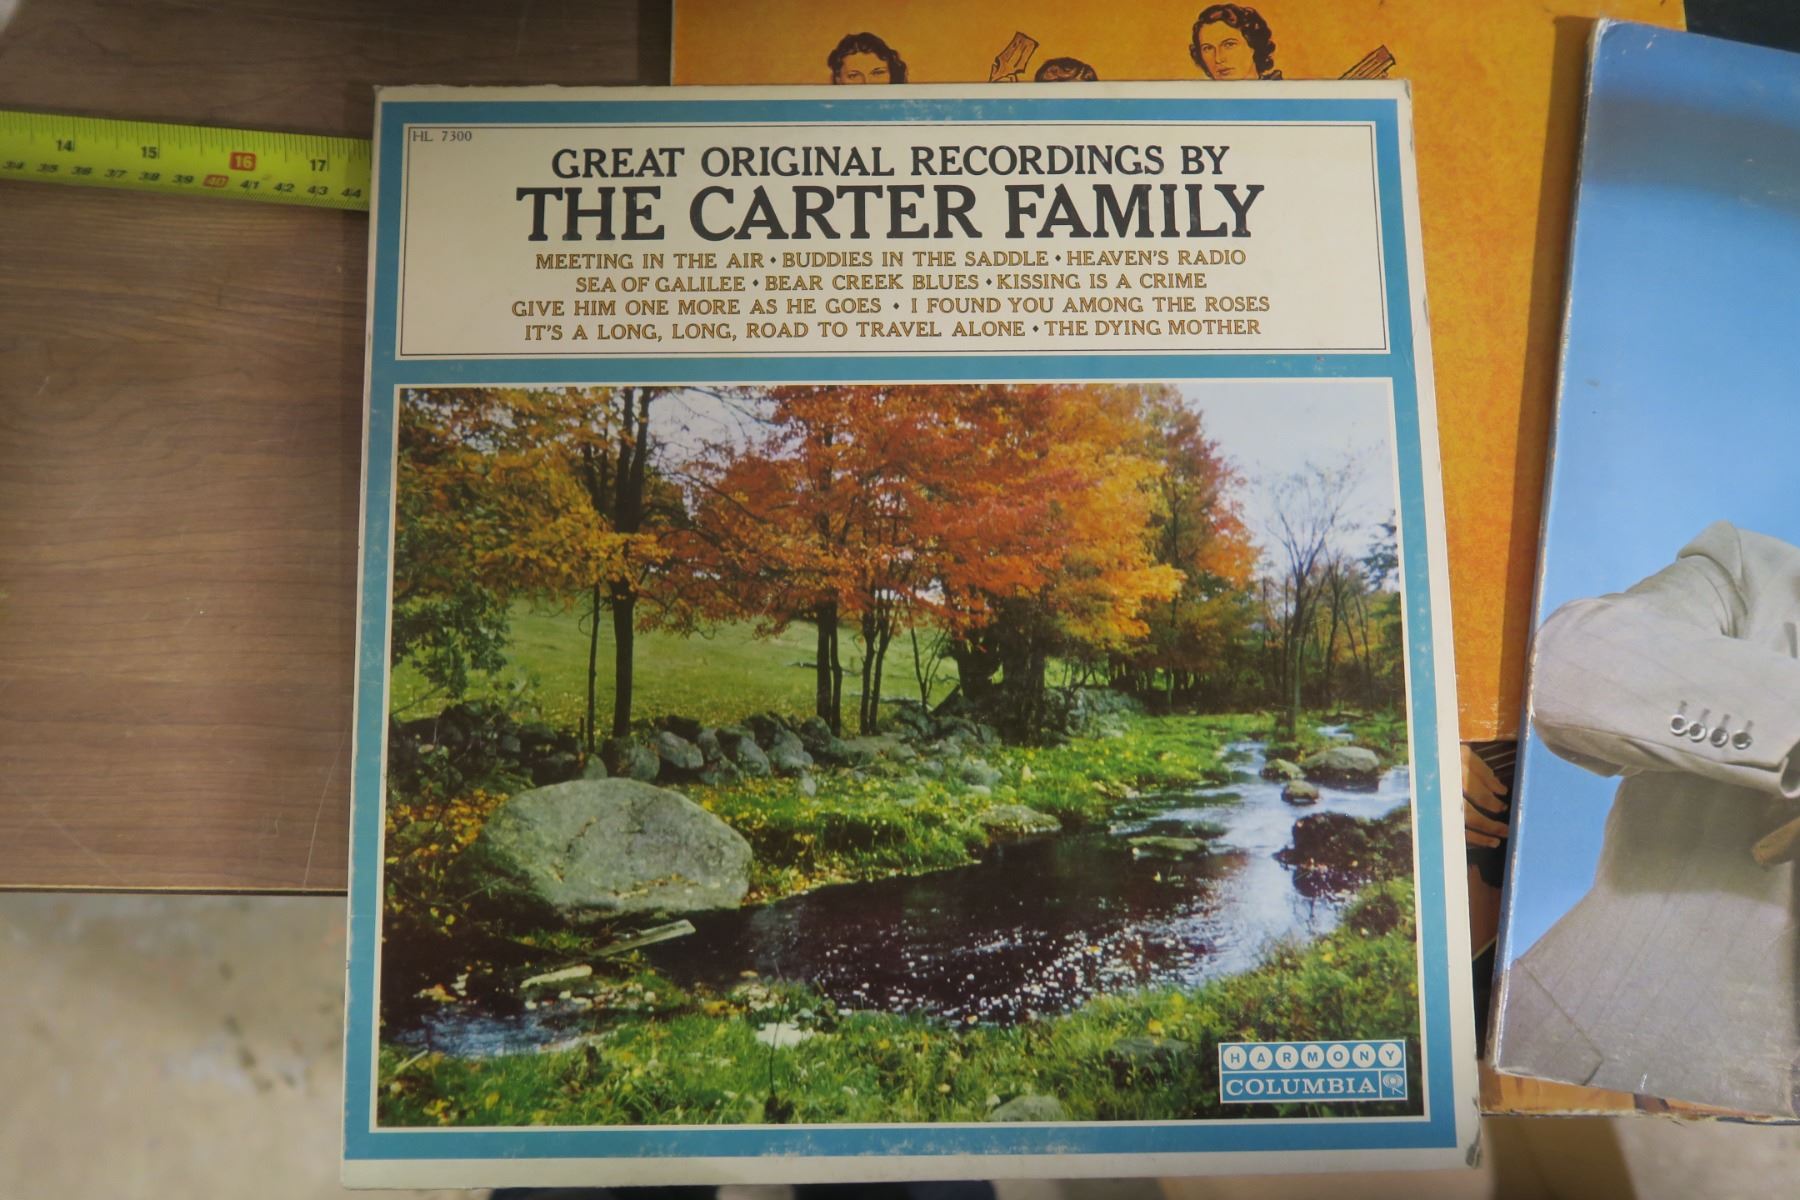 HL 7300
GREAT ORIGINAL RECORDINGS BY
THE CARTER FAMILY
MEETING IN THE AIR • BUDDIES IN THE SADDLE • HEAVEN'S RADIO
SEA OF GALILEE • BEAR CREEK BLUES • KISSING IS A CRIME
GIVE HIM ONE MORE AS HE GOES • I FOUND YOU AMONG THE ROSES
IT'S A LONG, LONG, ROAD TO TRAVEL ALONE • THE DYING MOTHER
HARMONY
COLUMBIA
14 15 16 17
34 35 36 37 38 39 40 41 42 43 44